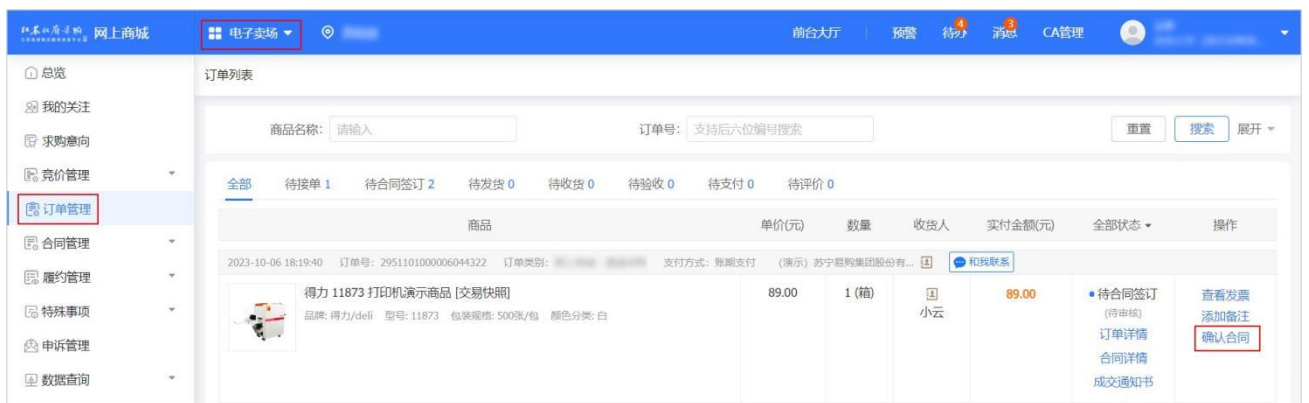 网上商城 电子卖场 前台大厅 预警 待办 4 消息 3 CA管理
总览
我的关注
求购意向
竞价管理
订单管理
合同管理
履约管理
特殊事项
申诉管理
数据查询
订单列表
商品名称: 请输入 订单号: 支持后六位编号搜索 重置 搜索 展开
全部 待接单 1 待合同签订 2 待发货 0 待收货 0 待验收 0 待支付 0 待评价 0
商品 单价(元) 数量 收货人 实付金额(元) 全部状态 操作
2023-10-06 18:19:40 订单号: 2951101000006044322 订单类别: 支付方式: 账期支付 (演示) 苏宁易购集团股份有... 和我联系
得力 11873 打印机演示商品 [交易快照] 89.00 1 (箱) 小云 89.00 待合同签订 查看发票
品牌: 得力/deli 型号: 11873 包装规格: 500张/包 颜色分类: 白 (待审核) 添加备注
订单详情 确认合同
合同详情
成交通知书